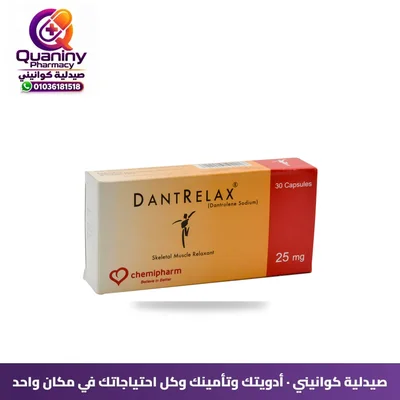 Quaniny
Pharmacy
صيدلية كوانيني
01036181518
DANTRELAX®
(Dantrolene Sodium)
30 Capsules
Skeletal Muscle Relaxant
chemipharm
25 mg
صيدلية كوانيني - أدويتك وتأمينك وكل احتياجاتك في مكان واحد